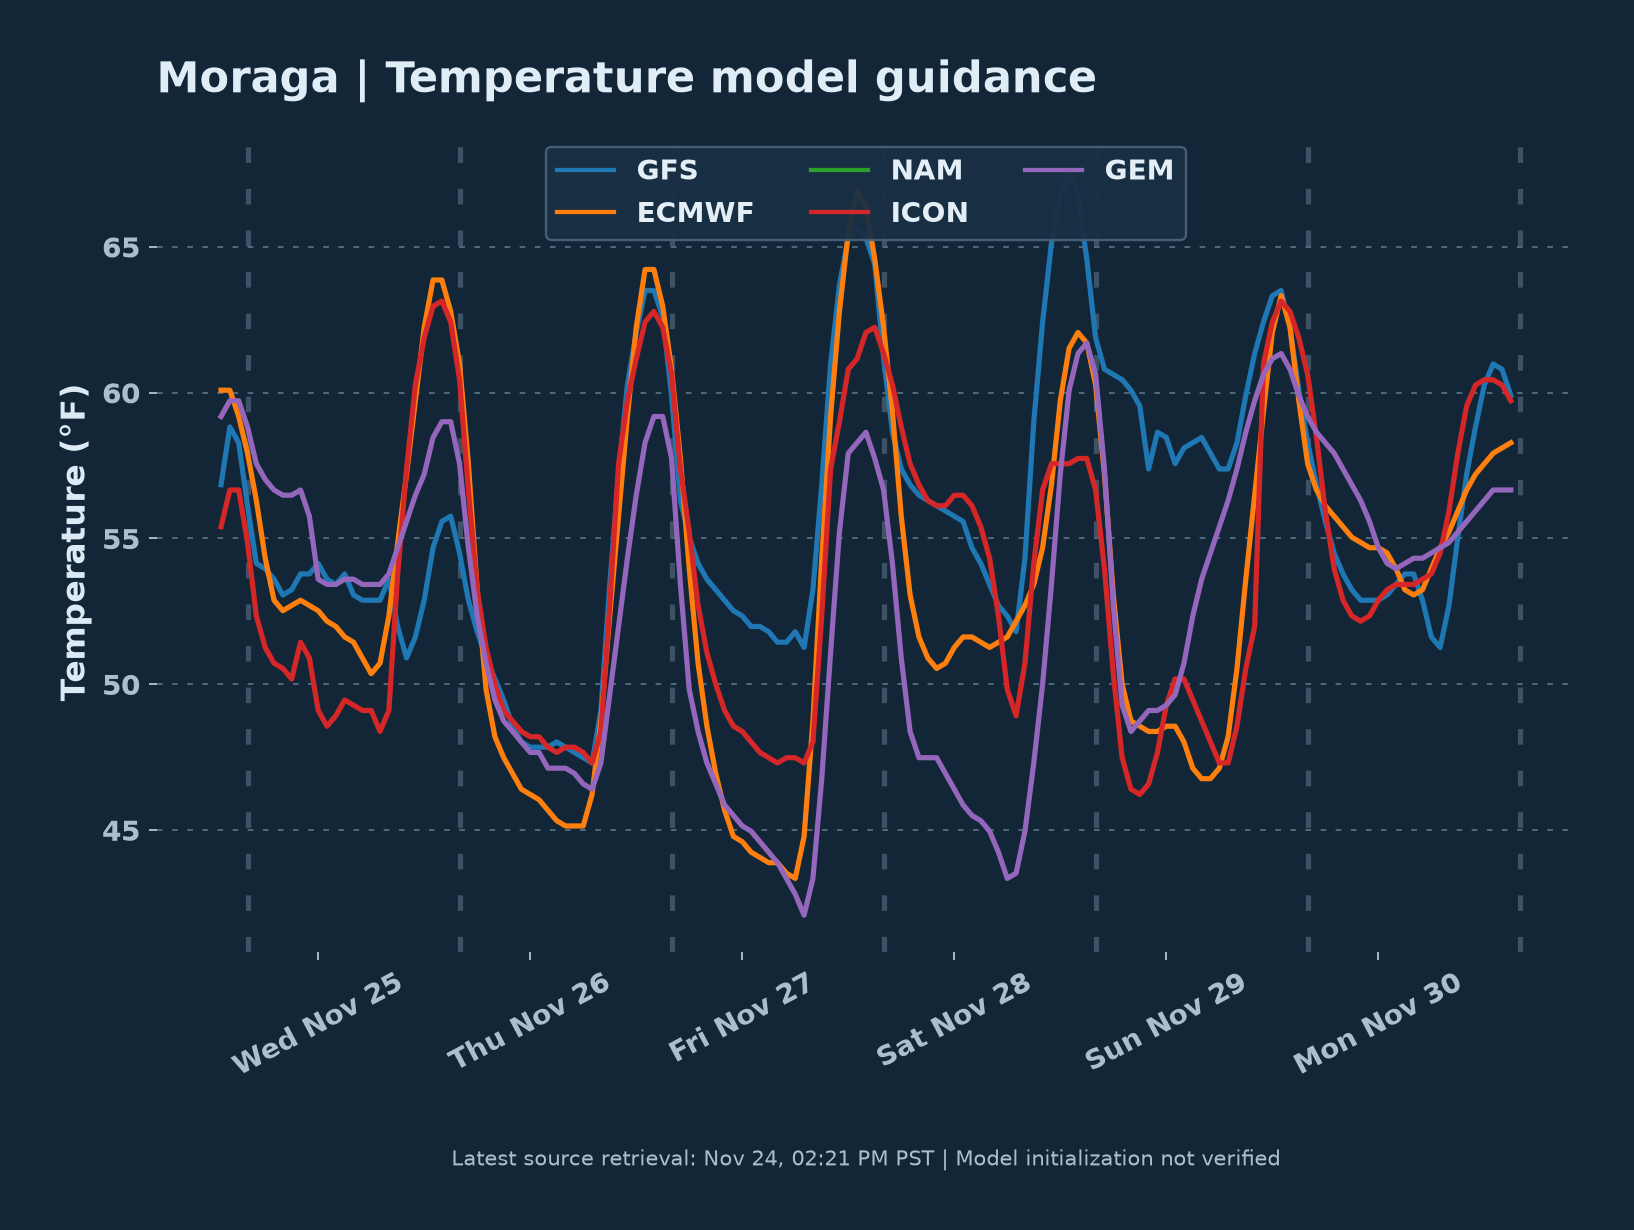 Moraga | Temperature model guidance
GFS NAM GEM
ECMWF ICON
Temperature (°F)
65
60
55
50
45
Wed Nov 25
Thu Nov 26
Fri Nov 27
Sat Nov 28
Sun Nov 29
Mon Nov 30
Latest source retrieval: Nov 24, 02:21 PM PST | Model initialization not verified